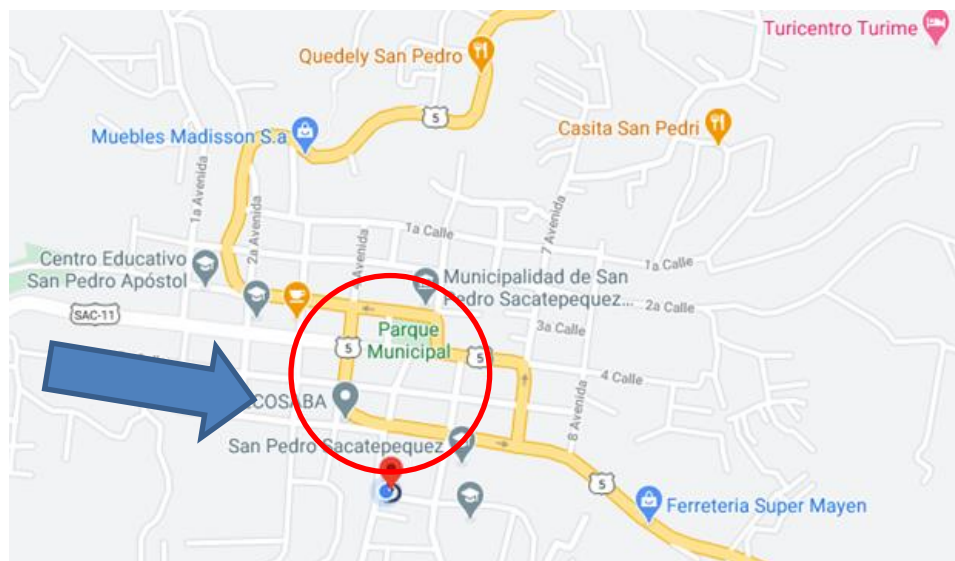 Turicentro Turime
Quedely San Pedro
5
Muebles Madisson S.a
Casita San Pedri
1a Avenida
2a Avenida
Avenida
7 Avenida
1a Calle
1a Calle
Centro Educativo
San Pedro Apóstol
Municipalidad de San
Pedro Sacatepequez...
2a Calle
SAC-11
3a Calle
Parque
Municipal
5
5
4 Calle
COSABA
8 Avenida
San Pedro Sacatepequez
5
Ferreteria Super Mayen